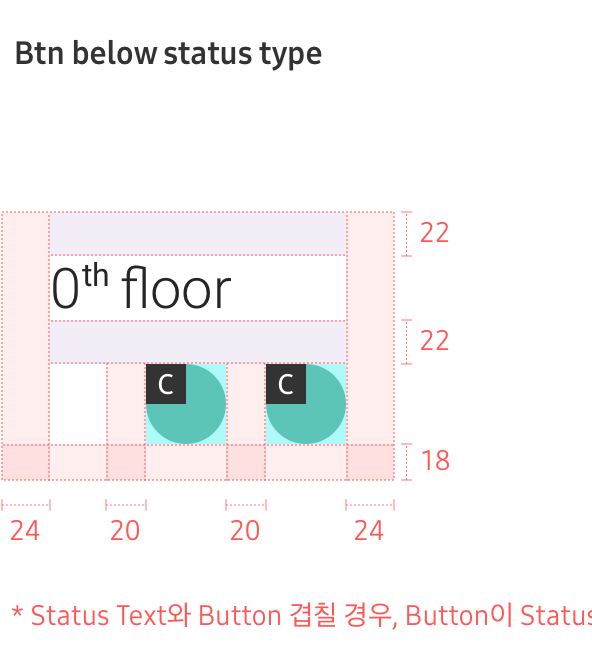 Btn below status type
22
0th floor
22
C C
18
24 20 20 24
* Status Text와 Button 겹칠 경우, Button이 Status